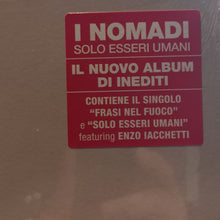 I NOMADI
SOLO ESSERI UMANI
IL NUOVO ALBUM
DI INEDITI
CONTIENE IL SINGOLO
"FRASI NEL FUOCO"
e "SOLO ESSERI UMANI"
featuring ENZO IACCHETTI